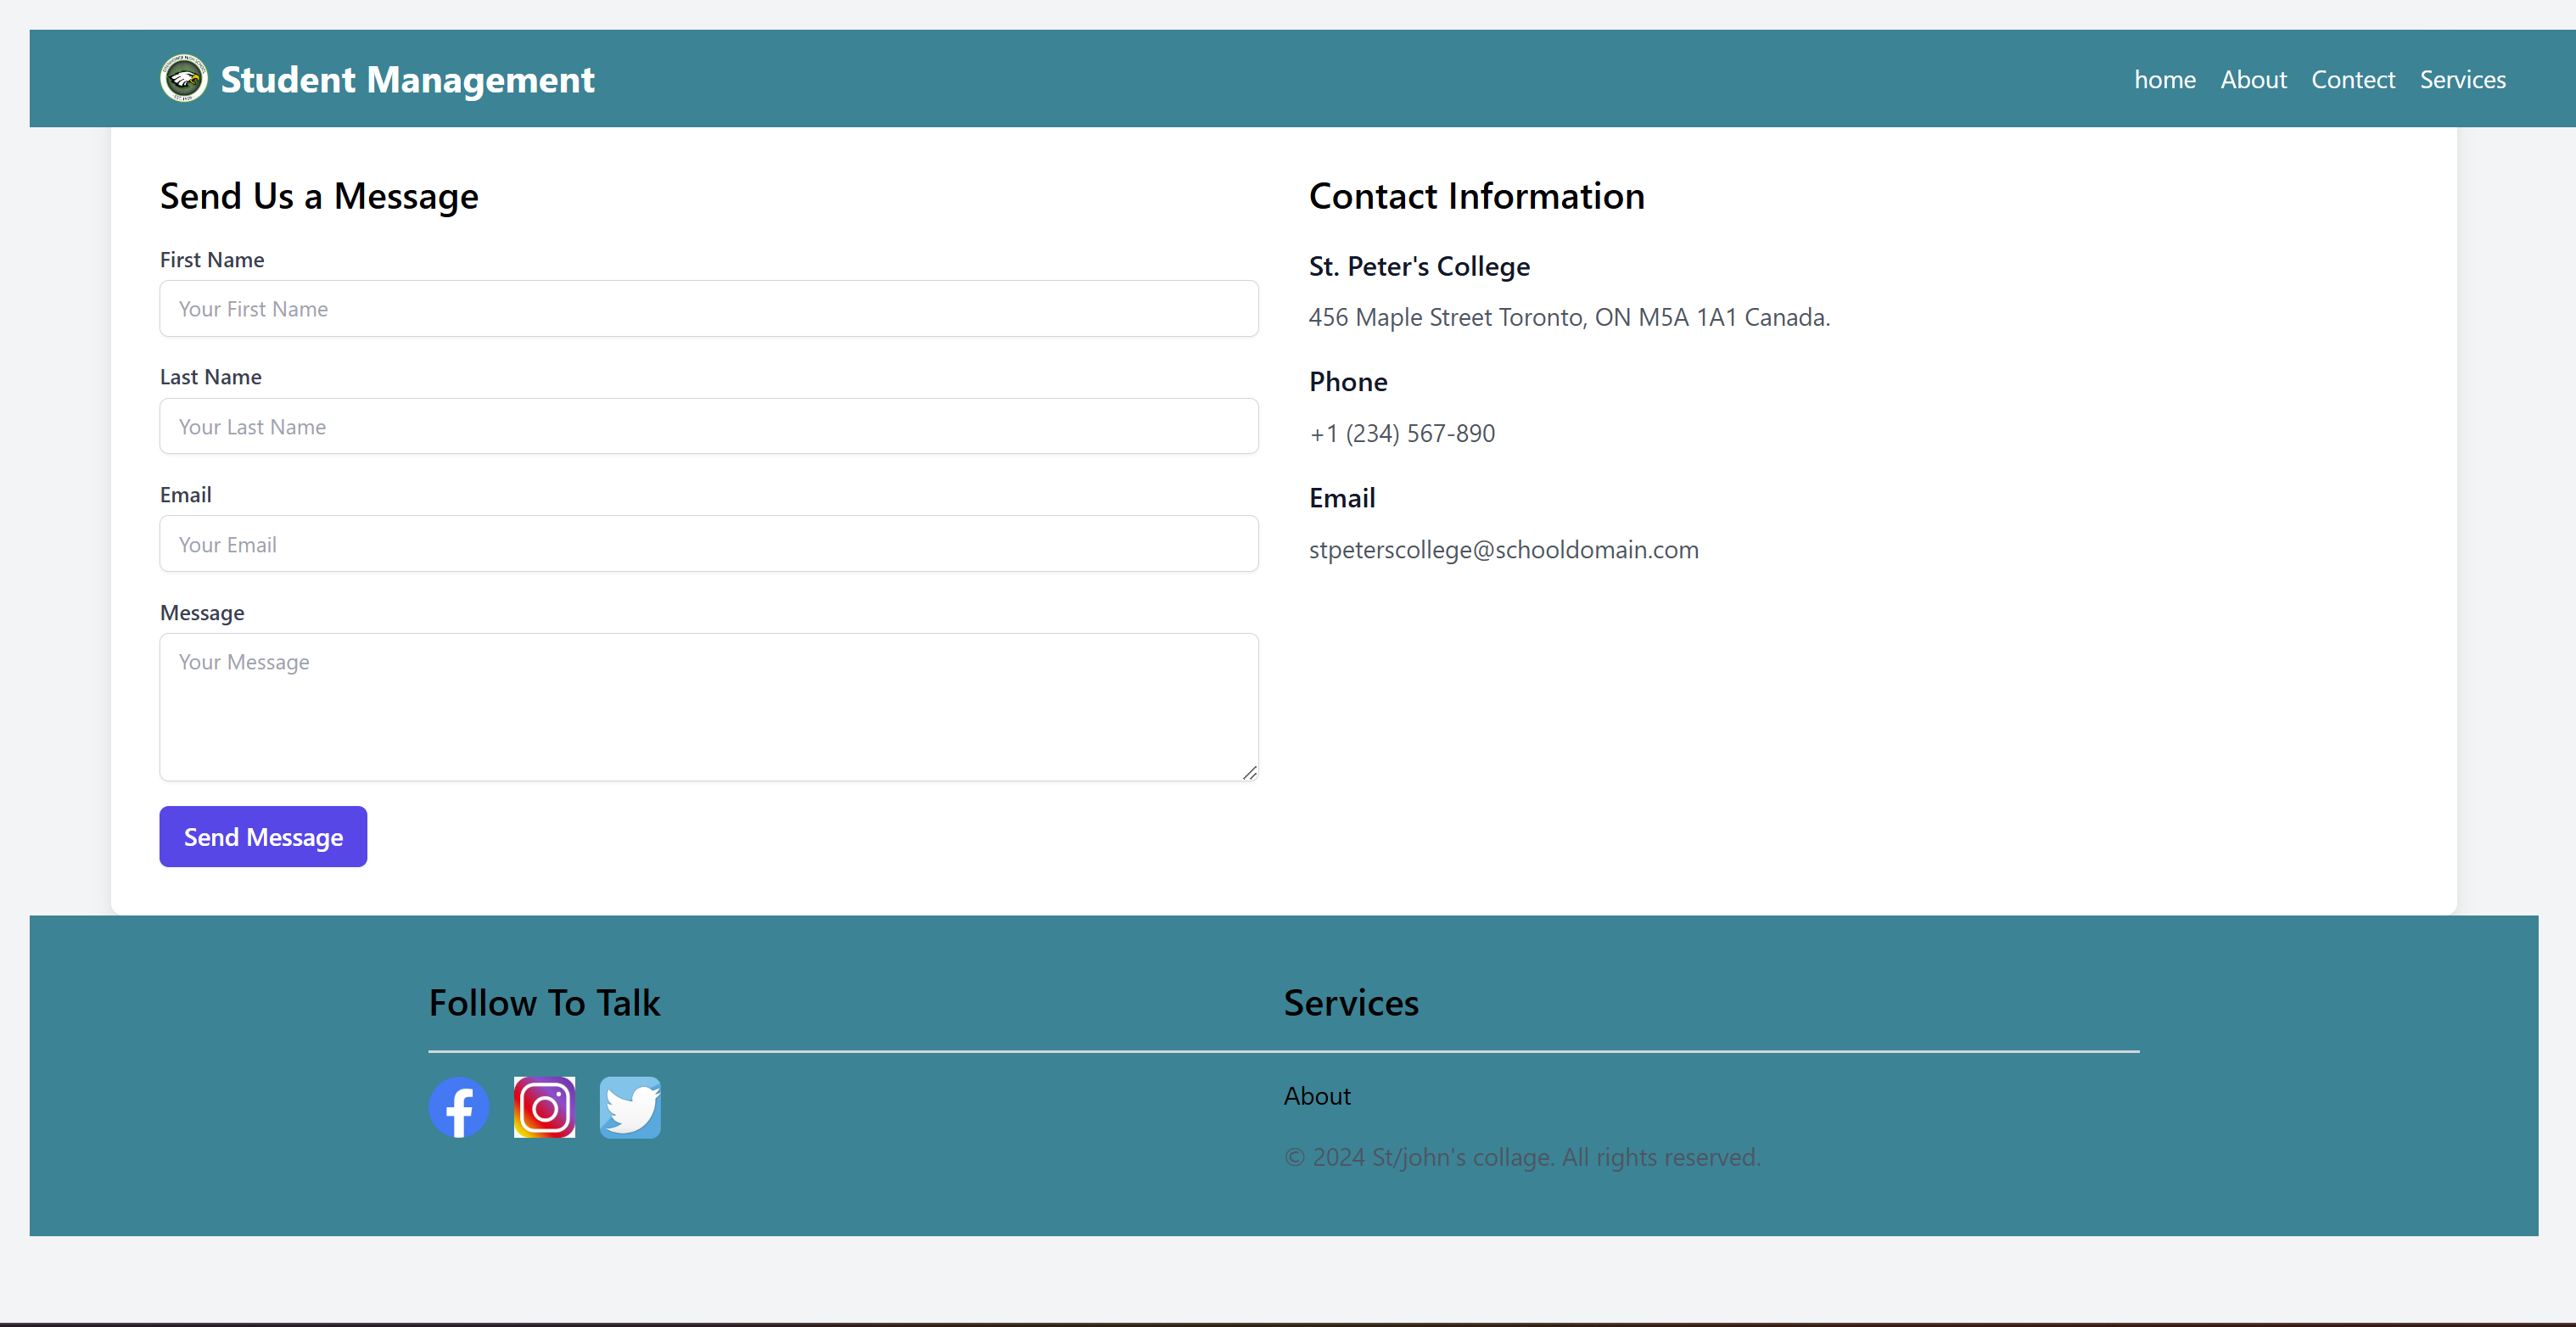 Student Management
home About Contect Services
Send Us a Message
First Name
Your First Name
Last Name
Your Last Name
Email
Your Email
Message
Your Message
Send Message
Contact Information
St. Peter's College
456 Maple Street Toronto, ON M5A 1A1 Canada.
Phone
+1 (234) 567-890
Email
stpeterscollege@schooldomain.com
Follow To Talk
Services
About
© 2024 St/john's collage. All rights reserved.